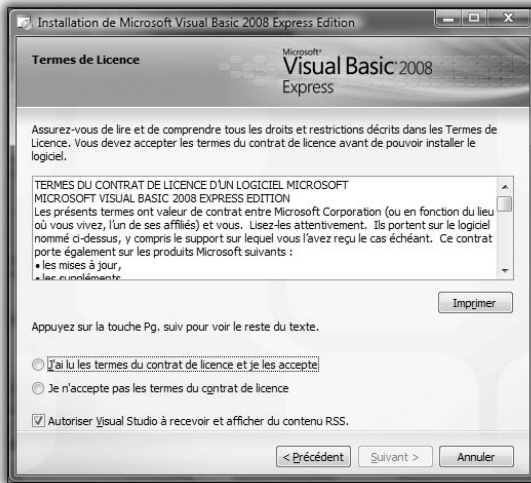 Installation de Microsoft Visual Basic 2008 Express Edition
Termes de Licence
Microsoft®
Visual Basic 2008
Express
Assurez-vous de lire et de comprendre tous les droits et restrictions décrits dans les Termes de
Licence. Vous devez accepter les termes du contrat de licence avant de pouvoir installer le
logiciel.
TERMES DU CONTRAT DE LICENCE D'UN LOGICIEL MICROSOFT
MICROSOFT VISUAL BASIC 2008 EXPRESS EDITION
Les présents termes ont valeur de contrat entre Microsoft Corporation (ou en fonction du lieu
où vous vivez, l'un de ses affiliés) et vous. Lisez-les attentivement. Ils portent sur le logiciel
nommé ci-dessus, y compris le support sur lequel vous l'avez reçu le cas échéant. Ce contrat
porte également sur les produits Microsoft suivants :
• les mises à jour,
• les suppléments
Imprimer
Appuyez sur la touche Pg. suiv pour voir le reste du texte.
J'ai lu les termes du contrat de licence et je les accepte
Je n'accepte pas les termes du contrat de licence
Autoriser Visual Studio à recevoir et afficher du contenu RSS.
< Précédent Suivant > Annuler